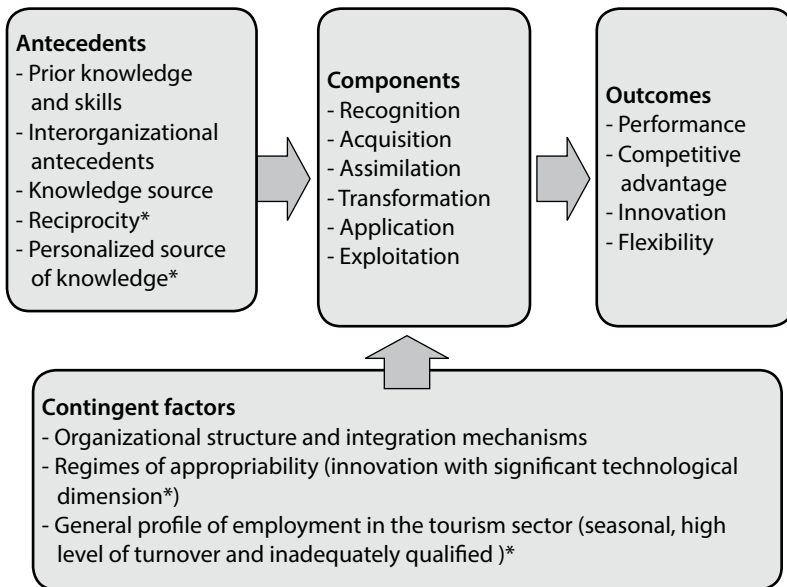 Antecedents
- Prior knowledge
and skills
- Interorganizational
antecedents
- Knowledge source
- Reciprocity*
- Personalized source
of knowledge*
Components
- Recognition
- Acquisition
- Assimilation
- Transformation
- Application
- Exploitation
Outcomes
- Performance
- Competitive
advantage
- Innovation
- Flexibility
Contingent factors
- Organizational structure and integration mechanisms
- Regimes of appropriability (innovation with significant technological
dimension*)
- General profile of employment in the tourism sector (seasonal, high
level of turnover and inadequately qualified )*